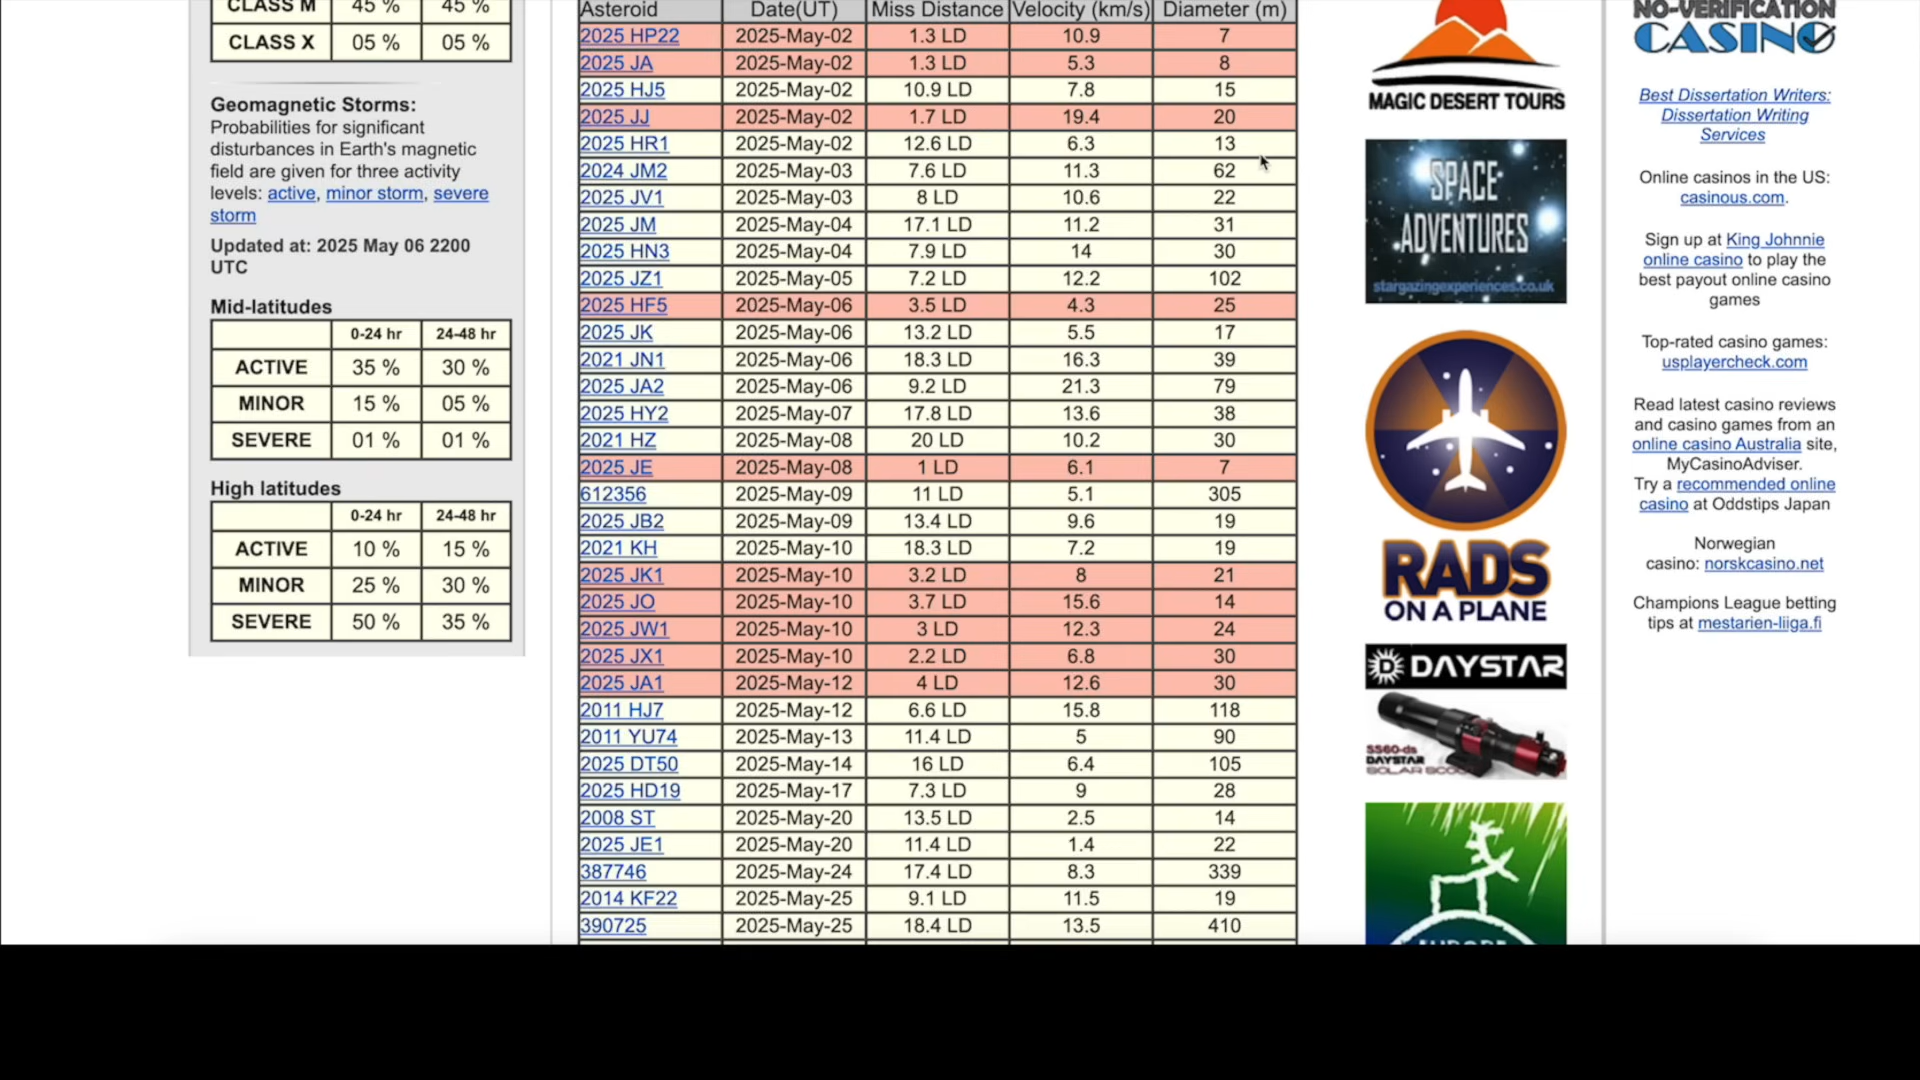 CLASS M 45 % 45 %
CLASS X 05 % 05 %
Geomagnetic Storms:
Probabilities for significant
disturbances in Earth's magnetic
field are given for three activity
levels: active, minor storm, severe
storm
Updated at: 2025 May 06 2200
UTC
Mid-latitudes
0-24 hr 24-48 hr
ACTIVE 35 % 30 %
MINOR 15 % 05 %
SEVERE 01 % 01 %
High latitudes
0-24 hr 24-48 hr
ACTIVE 10 % 15 %
MINOR 25 % 30 %
SEVERE 50 % 35 %
Asteroid Date(UT) Miss Distance Velocity (km/s) Diameter (m)
2025 HP22 2025-May-02 1.3 LD 10.9 7
2025 JA 2025-May-02 1.3 LD 5.3 8
2025 HJ5 2025-May-02 10.9 LD 7.8 15
2025 JJ 2025-May-02 1.7 LD 19.4 20
2025 HR1 2025-May-02 12.6 LD 6.3 13
2024 JM2 2025-May-03 7.6 LD 11.3 62
2025 JV1 2025-May-03 8 LD 10.6 22
2025 JM 2025-May-04 17.1 LD 11.2 31
2025 HN3 2025-May-04 7.9 LD 14 30
2025 JZ1 2025-May-05 7.2 LD 12.2 102
2025 HF5 2025-May-06 3.5 LD 4.3 25
2025 JK 2025-May-06 13.2 LD 5.5 17
2021 JN1 2025-May-06 18.3 LD 16.3 39
2025 JA2 2025-May-06 9.2 LD 21.3 79
2025 HY2 2025-May-07 17.8 LD 13.6 38
2021 HZ 2025-May-08 20 LD 10.2 30
2025 JE 2025-May-08 1 LD 6.1 7
612356 2025-May-09 11 LD 5.1 305
2025 JB2 2025-May-09 13.4 LD 9.6 19
2021 KH 2025-May-10 18.3 LD 7.2 19
2025 JK1 2025-May-10 3.2 LD 8 21
2025 JO 2025-May-10 3.7 LD 15.6 14
2025 JW1 2025-May-10 3 LD 12.3 24
2025 JX1 2025-May-10 2.2 LD 6.8 30
2025 JA1 2025-May-12 4 LD 12.6 30
2011 HJ7 2025-May-12 6.6 LD 15.8 118
2011 YU74 2025-May-13 11.4 LD 5 90
2025 DT50 2025-May-14 16 LD 6.4 105
2025 HD19 2025-May-17 7.3 LD 9 28
2008 ST 2025-May-20 13.5 LD 2.5 14
2025 JE1 2025-May-20 11.4 LD 1.4 22
387746 2025-May-24 17.4 LD 8.3 339
2014 KF22 2025-May-25 9.1 LD 11.5 19
390725 2025-May-25 18.4 LD 13.5 410
MAGIC DESERT TOURS
SPACE
ADVENTURES
stargazingexperiences.co.uk
RADS
ON A PLANE
DAYSTAR
SS60-ds
DAYSTAR
SOLAR SCOPE
NO-VERIFICATION
CASINO
Best Dissertation Writers:
Dissertation Writing
Services
Online casinos in the US:
casinous.com.
Sign up at King Johnnie
online casino to play the
best payout online casino
games
Top-rated casino games:
usplayercheck.com
Read latest casino reviews
and casino games from an
online casino Australia site,
MyCasinoAdviser.
Try a recommended online
casino at Oddstips Japan
Norwegian
casino: norskcasino.net
Champions League betting
tips at mestarien-liiga.fi